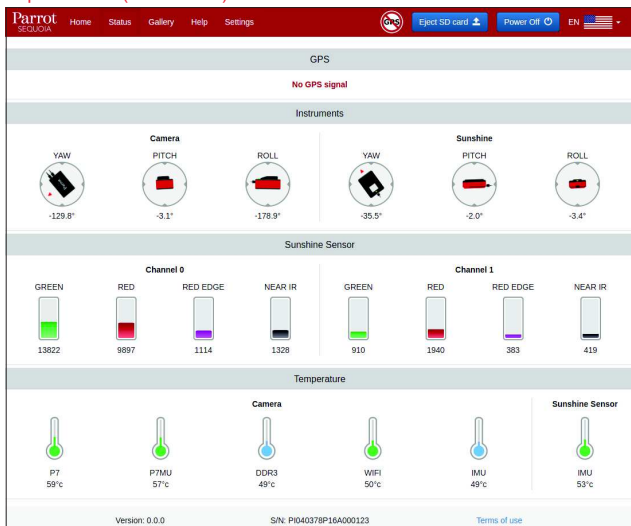 Parrot
SEQUOIA
Home Status Gallery Help Settings GPS Eject SD card Power Off EN
GPS
No GPS signal
Instruments
Camera Sunshine
YAW PITCH ROLL YAW PITCH ROLL
-129.8° -3.1° -178.9° -35.5° -2.0° -3.4°
Sunshine Sensor
Channel 0 Channel 1
GREEN RED RED EDGE NEAR IR GREEN RED RED EDGE NEAR IR
13822 9897 1114 1328 910 1940 383 419
Temperature
Camera Sunshine Sensor
P7 P7MU DDR3 WIFI IMU IMU
59°c 57°c 49°c 50°c 49°c 53°c
Version: 0.0.0 S/N: PI040378P16A000123 Terms of use